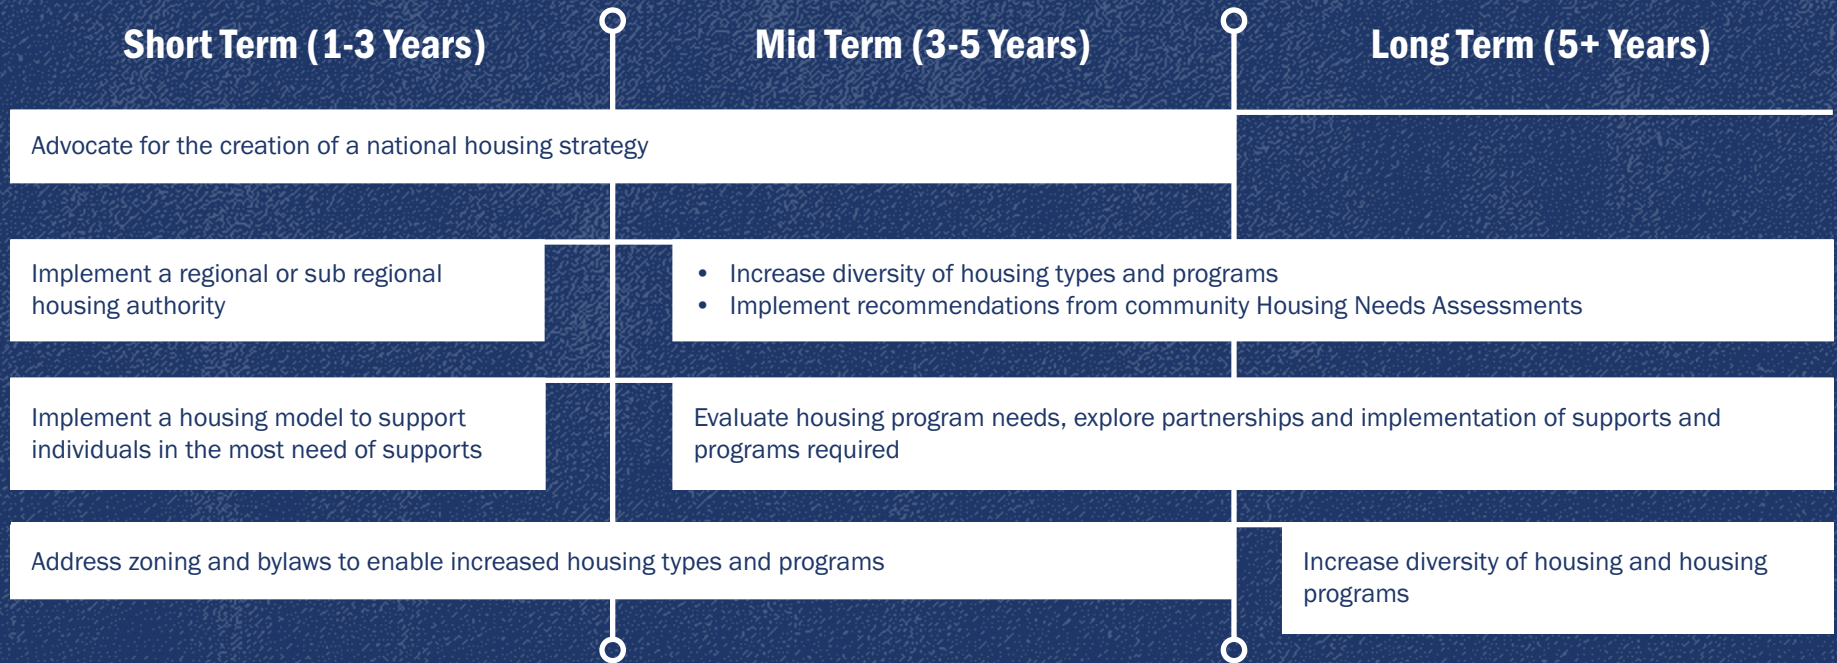 Short Term (1-3 Years)
Mid Term (3-5 Years)
Long Term (5+ Years)
Advocate for the creation of a national housing strategy
Implement a regional or sub regional
housing authority
• Increase diversity of housing types and programs
• Implement recommendations from community Housing Needs Assessments
Implement a housing model to support
individuals in the most need of supports
Evaluate housing program needs, explore partnerships and implementation of supports and
programs required
Address zoning and bylaws to enable increased housing types and programs
Increase diversity of housing and housing
programs